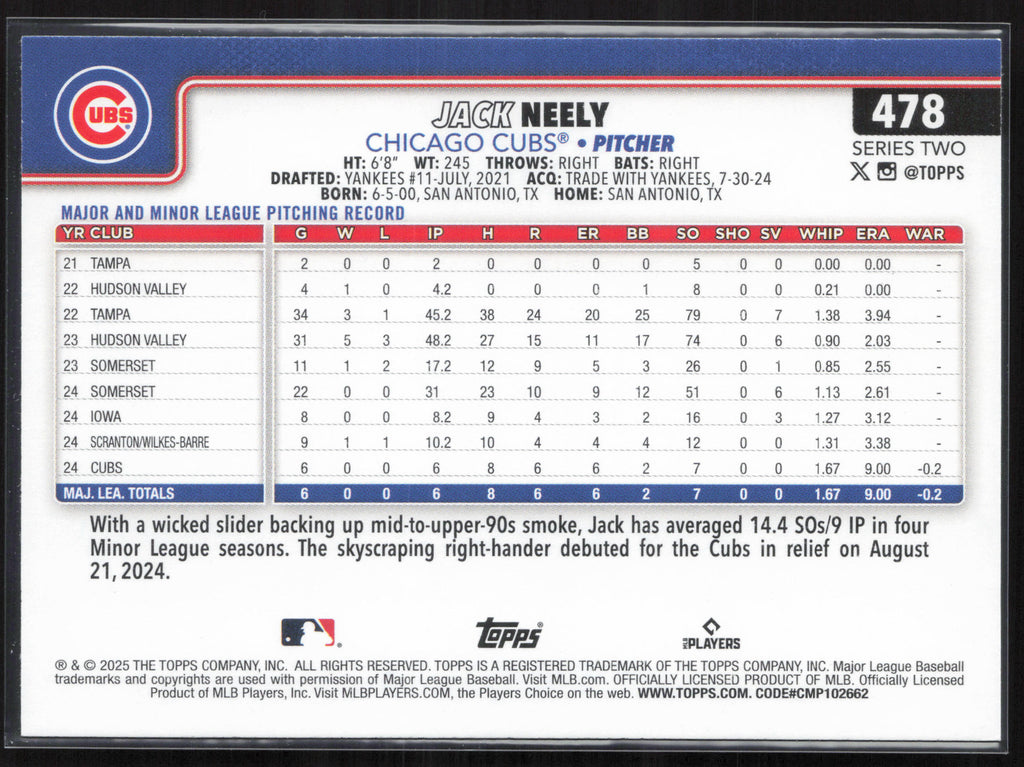 CUBS®
JACK NEELY
478
CHICAGO CUBS® • PITCHER
SERIES TWO
@TOPPS
HT: 6'8" WT: 245 THROWS: RIGHT BATS: RIGHT
DRAFTED: YANKEES #11-JULY, 2021 ACQ: TRADE WITH YANKEES, 7-30-24
BORN: 6-5-00, SAN ANTONIO, TX HOME: SAN ANTONIO, TX
MAJOR AND MINOR LEAGUE PITCHING RECORD
YR CLUB G W L IP H R ER BB SO SHO SV WHIP ERA WAR
21 TAMPA 2 0 0 2 0 0 0 0 5 0 0 0.00 0.00 -
22 HUDSON VALLEY 4 1 0 4.2 0 0 0 1 8 0 0 0.21 0.00 -
22 TAMPA 34 3 1 45.2 38 24 20 25 79 0 7 1.38 3.94 -
23 HUDSON VALLEY 31 5 3 48.2 27 15 11 17 74 0 6 0.90 2.03 -
23 SOMERSET 11 1 2 17.2 12 9 5 3 26 0 1 0.85 2.55 -
24 SOMERSET 22 0 0 31 23 10 9 12 51 0 6 1.13 2.61 -
24 IOWA 8 0 0 8.2 9 4 3 2 16 0 3 1.27 3.12 -
24 SCRANTON/WILKES-BARRE 9 1 1 10.2 10 4 4 4 12 0 0 1.31 3.38 -
24 CUBS 6 0 0 6 8 6 6 2 7 0 0 1.67 9.00 -0.2
MAJ. LEA. TOTALS 6 0 0 6 8 6 6 2 7 0 0 1.67 9.00 -0.2
With a wicked slider backing up mid-to-upper-90s smoke, Jack has averaged 14.4 SOs/9 IP in four
Minor League seasons. The skyscraping right-hander debuted for the Cubs in relief on August
21, 2024.
Topps®
MLB PLAYERS
® & © 2025 THE TOPPS COMPANY, INC. ALL RIGHTS RESERVED. TOPPS IS A REGISTERED TRADEMARK OF THE TOPPS COMPANY, INC. Major League Baseball
trademarks and copyrights are used with permission of Major League Baseball. Visit MLB.com. OFFICIALLY LICENSED PRODUCT OF MLB. Officially Licensed
Product of MLB Players, Inc. Visit MLBPLAYERS.COM, the Players Choice on the web. WWW.TOPPS.COM. CODE#CMP102662